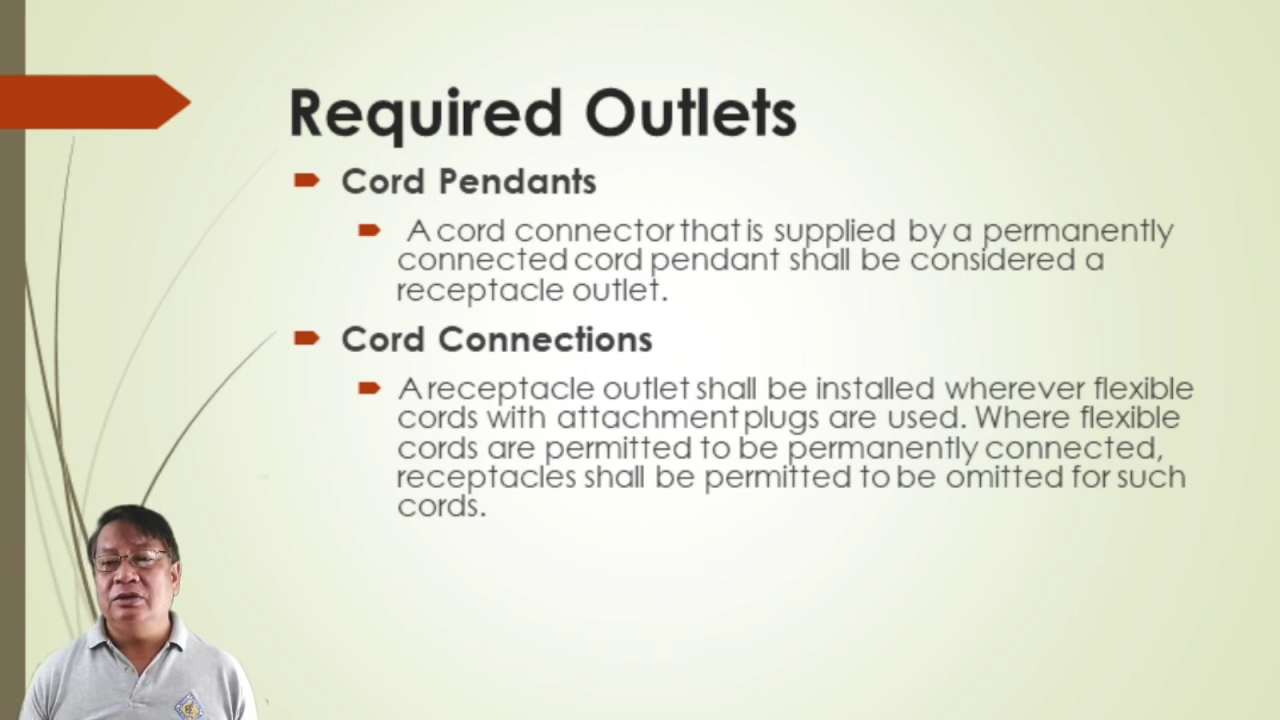 Required Outlets
Cord Pendants
A cord connector that is supplied by a permanently
connected cord pendant shall be considered a
receptacle outlet.
Cord Connections
A receptacle outlet shall be installed wherever flexible
cords with attachment plugs are used. Where flexible
cords are permitted to be permanently connected,
receptacles shall be permitted to be omitted for such
cords.